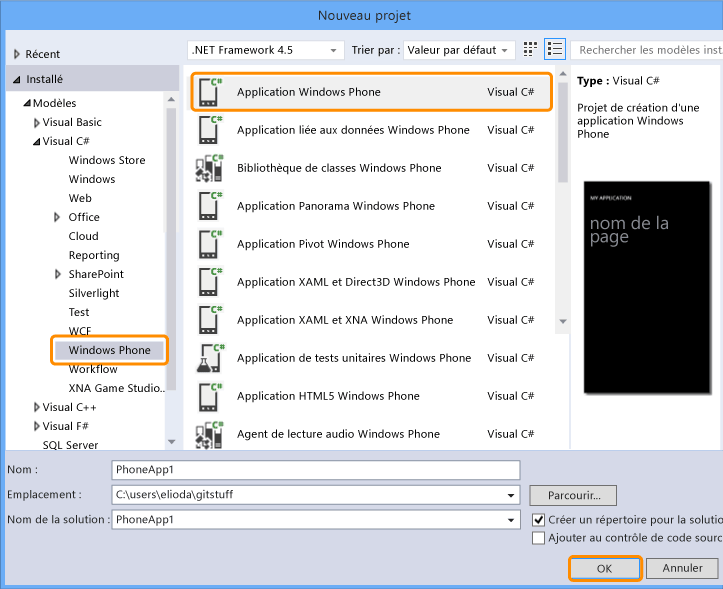 Nouveau projet
Récent
.NET Framework 4.5
Trier par :
Valeur par défaut
Rechercher les modèles inst
Installé
Modèles
Visual Basic
Visual C#
Windows Store
Windows
Web
Office
Cloud
Reporting
SharePoint
Silverlight
Test
WCF
Windows Phone
Workflow
XNA Game Studio..
Visual C++
Visual F#
SQL Server
Application Windows Phone Visual C#
Application liée aux données Windows Phone Visual C#
Bibliothèque de classes Windows Phone Visual C#
Application Panorama Windows Phone Visual C#
Application Pivot Windows Phone Visual C#
Application XAML et Direct3D Windows Phone Visual C#
Application XAML et XNA Windows Phone Visual C#
Application de tests unitaires Windows Phone Visual C#
Application HTML5 Windows Phone Visual C#
Agent de lecture audio Windows Phone Visual C#
Type : Visual C#
Projet de création d'une
application Windows
Phone
MY APPLICATION
nom de la
page
Nom : PhoneApp1
Emplacement : C:\users\elioda\gitstuff
Parcourir...
Nom de la solution : PhoneApp1
Créer un répertoire pour la solutio
Ajouter au contrôle de code sourc
OK
Annuler